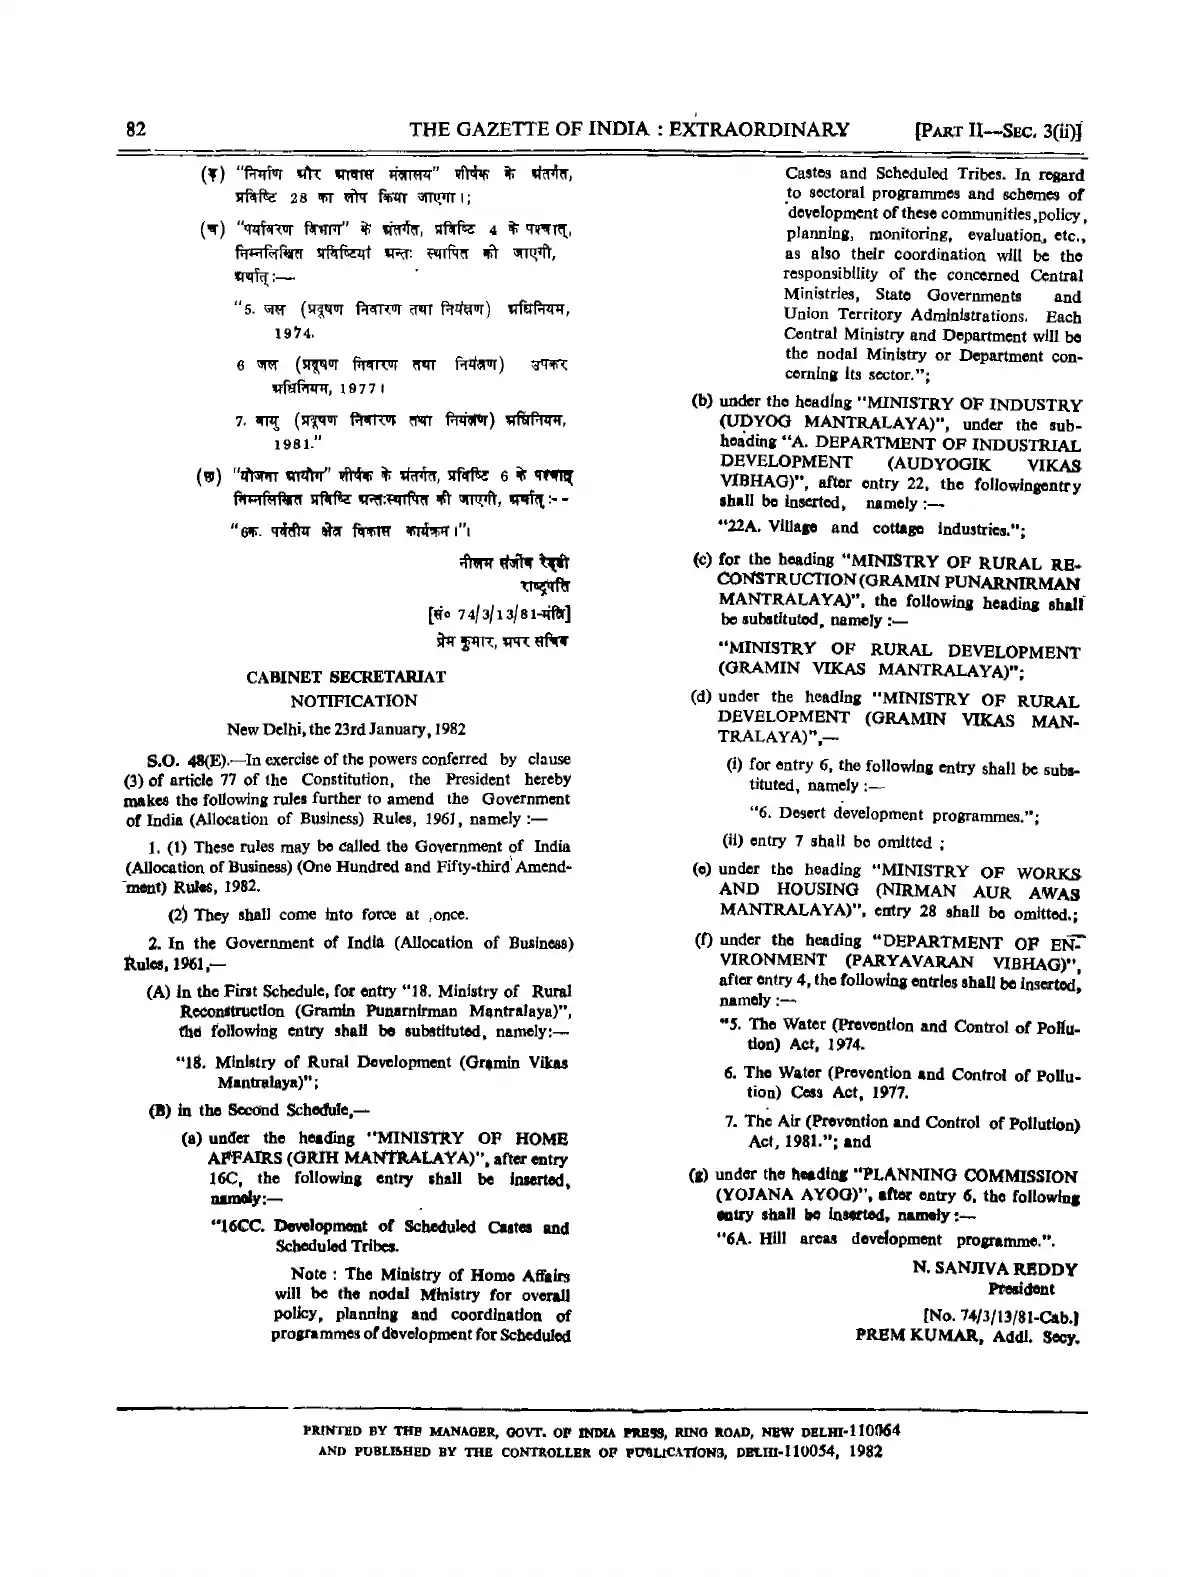 82 THE GAZETTE OF INDIA : EXTRAORDINARY [PART II—SEC. 3(ii)]
(ङ) "निर्माण और आवास मंत्रालय" शीर्षक के अंतर्गत,
प्रविष्टि 28 का लोप किया जाएगा।;
(च) "पर्यावरण विभाग" के अंतर्गत, प्रविष्टि 4 के पश्चात्,
निम्नलिखित प्रविष्टियां अन्तः स्थापित की जाएगी,
अर्थात् :—
"5. जल (प्रदूषण निवारण तथा नियंत्रण) अधिनियम,
1974.
6 जल (प्रदूषण निवारण तथा नियंत्रण) उपकर
अधिनियम, 1977।
7. वायु (प्रदूषण निवारण तथा नियंत्रण) अधिनियम,
1981."
(छ) "योजना आयोग" शीर्षक के अंतर्गत, प्रविष्टि 6 के पश्चात्
निम्नलिखित प्रविष्टि अन्तःस्थापित की जाएगी, अर्थात् :--
"6क. पर्वतीय क्षेत्र विकास कार्यक्रम।"।
नीलम संजीव रेड्डी
राष्ट्रपति
[सं० 74/3/13/81-मंत्रि]
प्रेम कुमार, अपर सचिव
CABINET SECRETARIAT
NOTIFICATION
New Delhi, the 23rd January, 1982
S.O. 48(E).—In exercise of the powers conferred by clause
(3) of article 77 of the Constitution, the President hereby
makes the following rules further to amend the Government
of India (Allocation of Business) Rules, 1961, namely :—
1. (1) These rules may be called the Government of India
(Allocation of Business) (One Hundred and Fifty-third Amend-
ment) Rules, 1982.
(2) They shall come into force at once.
2. In the Government of India (Allocation of Business)
Rules, 1961,—
(A) in the First Schedule, for entry "18. Ministry of Rural
Reconstruction (Gramin Punarnirman Mantralaya)",
the following entry shall be substituted, namely:—
"18. Ministry of Rural Development (Gramin Vikas
Mantralaya)";
(B) in the Second Schedule,—
(a) under the heading "MINISTRY OF HOME
AFFAIRS (GRIH MANTRALAYA)", after entry
16C, the following entry shall be inserted,
namely:—
"16CC. Development of Scheduled Castes and
Scheduled Tribes.
Note : The Ministry of Home Affairs
will be the nodal Ministry for overall
policy, planning and coordination of
programmes of development for Scheduled
Castes and Scheduled Tribes. In regard
to sectoral programmes and schemes of
development of these communities, policy,
planning, monitoring, evaluation, etc.,
as also their coordination will be the
responsibility of the concerned Central
Ministries, State Governments and
Union Territory Administrations. Each
Central Ministry and Department will be
the nodal Ministry or Department con-
cerning its sector.";
(b) under the heading "MINISTRY OF INDUSTRY
(UDYOG MANTRALAYA)", under the sub-
heading "A. DEPARTMENT OF INDUSTRIAL
DEVELOPMENT (AUDYOGIK VIKAS
VIBHAG)", after entry 22, the followingentry
shall be inserted, namely :—
"22A. Village and cottage industries.";
(c) for the heading "MINISTRY OF RURAL RE-
CONSTRUCTION (GRAMIN PUNARNIRMAN
MANTRALAYA)", the following heading shall
be substituted, namely :—
"MINISTRY OF RURAL DEVELOPMENT
(GRAMIN VIKAS MANTRALAYA)";
(d) under the heading "MINISTRY OF RURAL
DEVELOPMENT (GRAMIN VIKAS MAN-
TRALAYA)",—
(i) for entry 6, the following entry shall be subs-
tituted, namely :—
"6. Desert development programmes.";
(ii) entry 7 shall be omitted ;
(e) under the heading "MINISTRY OF WORKS
AND HOUSING (NIRMAN AUR AWAS
MANTRALAYA)", entry 28 shall be omitted.;
(f) under the heading "DEPARTMENT OF EN-
VIRONMENT (PARYAVARAN VIBHAG)",
after entry 4, the following entries shall be inserted,
namely :—
"5. The Water (Prevention and Control of Pollu-
tion) Act, 1974.
6. The Water (Prevention and Control of Pollu-
tion) Cess Act, 1977.
7. The Air (Prevention and Control of Pollution)
Act, 1981."; and
(g) under the heading "PLANNING COMMISSION
(YOJANA AYOG)", after entry 6, the following
entry shall be inserted, namely :—
"6A. Hill areas development programme.".
N. SANJIVA REDDY
President
[No. 74/3/13/81-Cab.]
PREM KUMAR, Addl. Secy.
PRINTED BY THE MANAGER, GOVT. OF INDIA PRESS, RING ROAD, NEW DELHI-110064
AND PUBLISHED BY THE CONTROLLER OF PUBLICATIONS, DELHI-110054, 1982